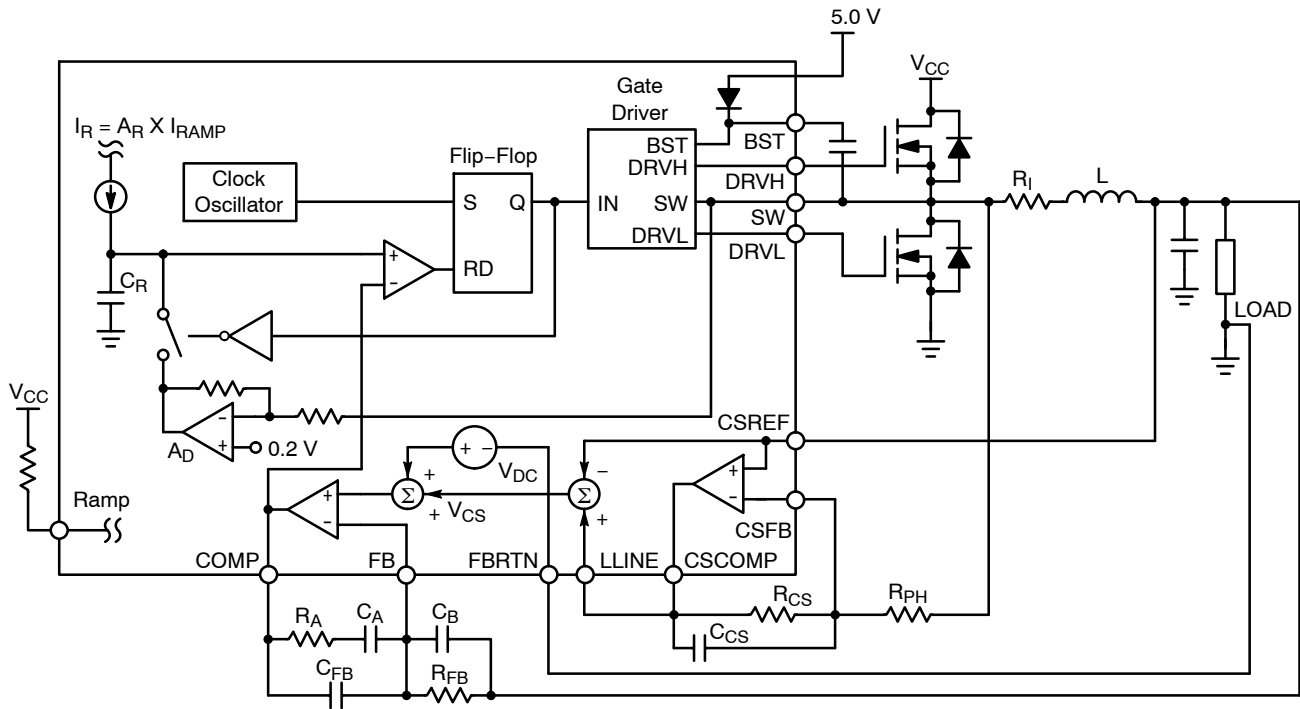 5.0 V
V_CC
I_R = A_R X I_RAMP
Gate
Driver
BST
DRVH
IN
SW
DRVL
BST
DRVH
SW
DRVL
Flip–Flop
S
Q
RD
Clock
Oscillator
R_I
L
C_R
+
–
LOAD
V_CC
–
+
A_D
0.2 V
Ramp
+
–
V_DC
CSREF
+
Σ
+
V_CS
–
Σ
+
+
–
CSFB
+
–
COMP
FB
FBRTN
LLINE
CSCOMP
R_A
C_A
C_B
R_CS
R_PH
C_CS
C_FB
R_FB